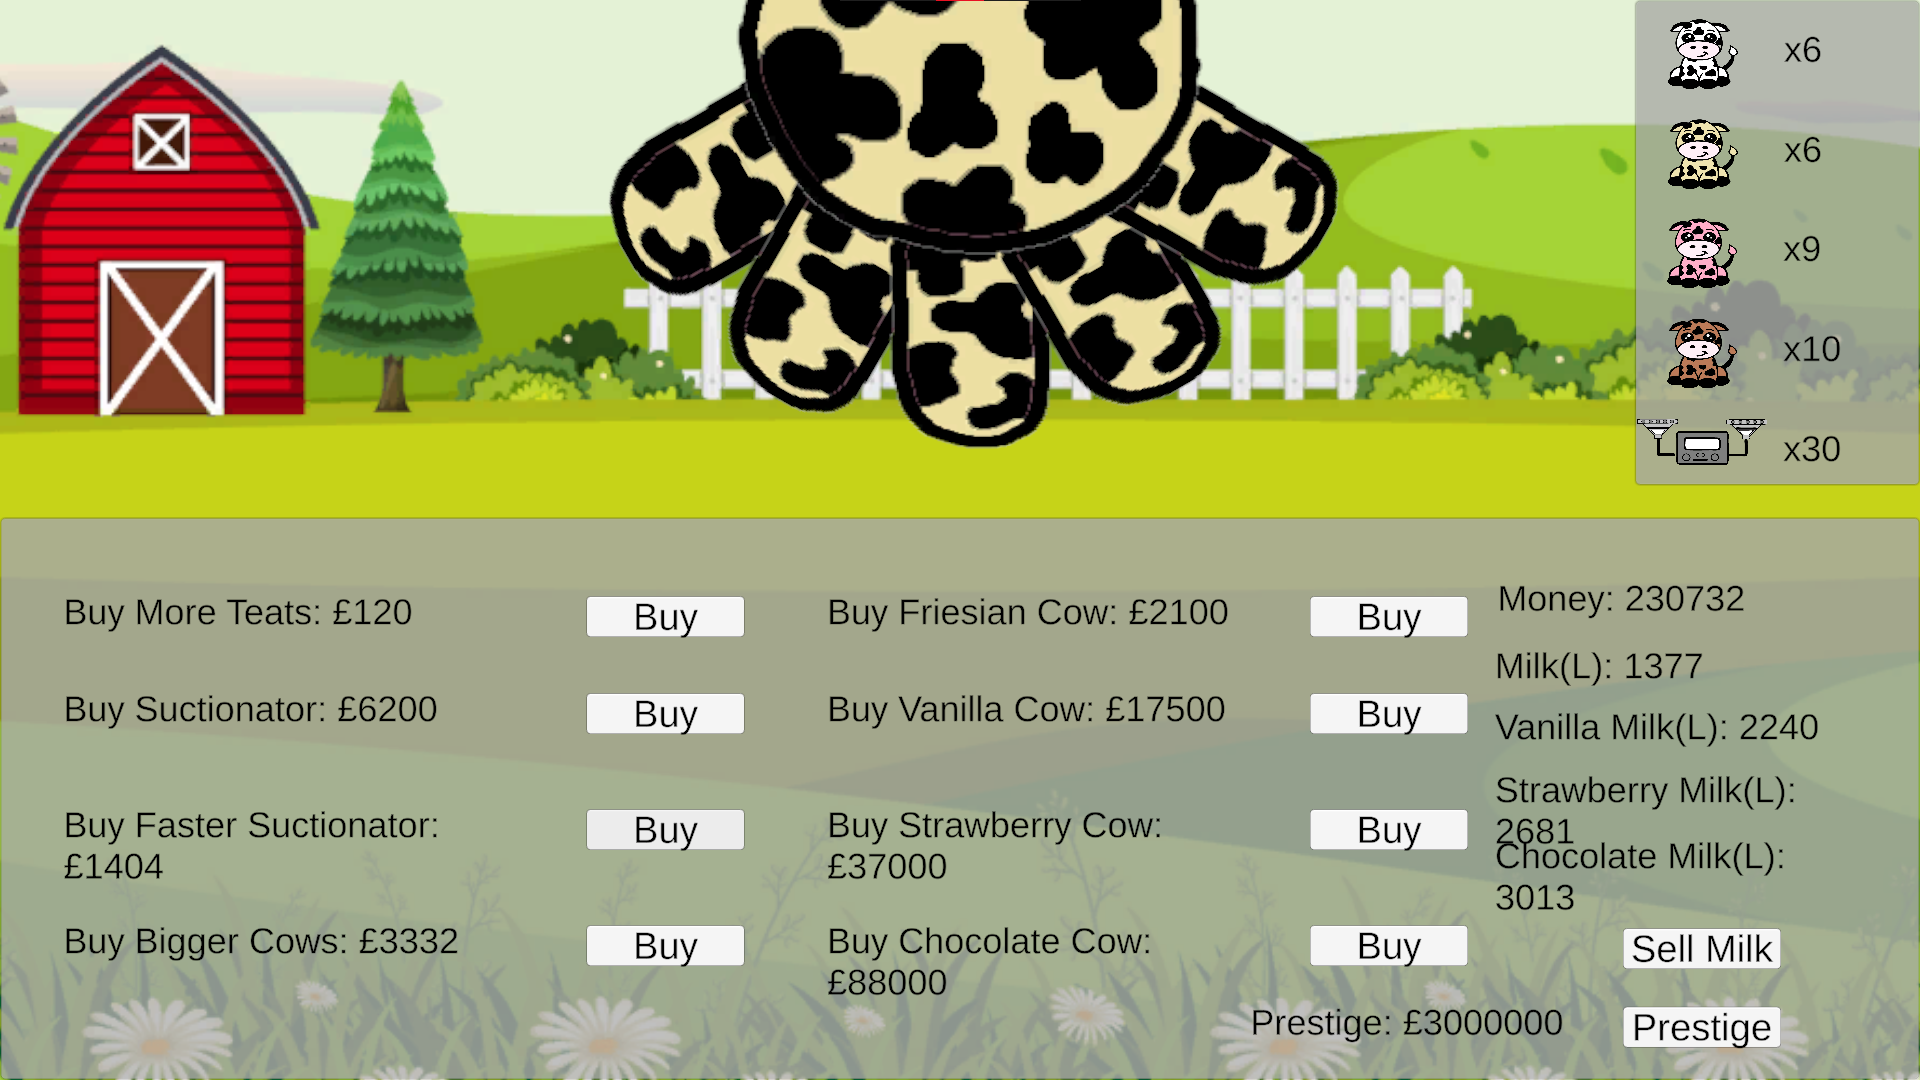 x6
x6
x9
x10
x30
Buy More Teats: £120
Buy
Buy Friesian Cow: £2100
Buy
Money: 230732
Milk(L): 1377
Buy Suctionator: £6200
Buy
Buy Vanilla Cow: £17500
Buy
Vanilla Milk(L): 2240
Strawberry Milk(L):
2681
Buy Faster Suctionator:
£1404
Buy
Buy Strawberry Cow:
£37000
Buy
Chocolate Milk(L):
3013
Buy Bigger Cows: £3332
Buy
Buy Chocolate Cow:
£88000
Buy
Sell Milk
Prestige: £3000000
Prestige